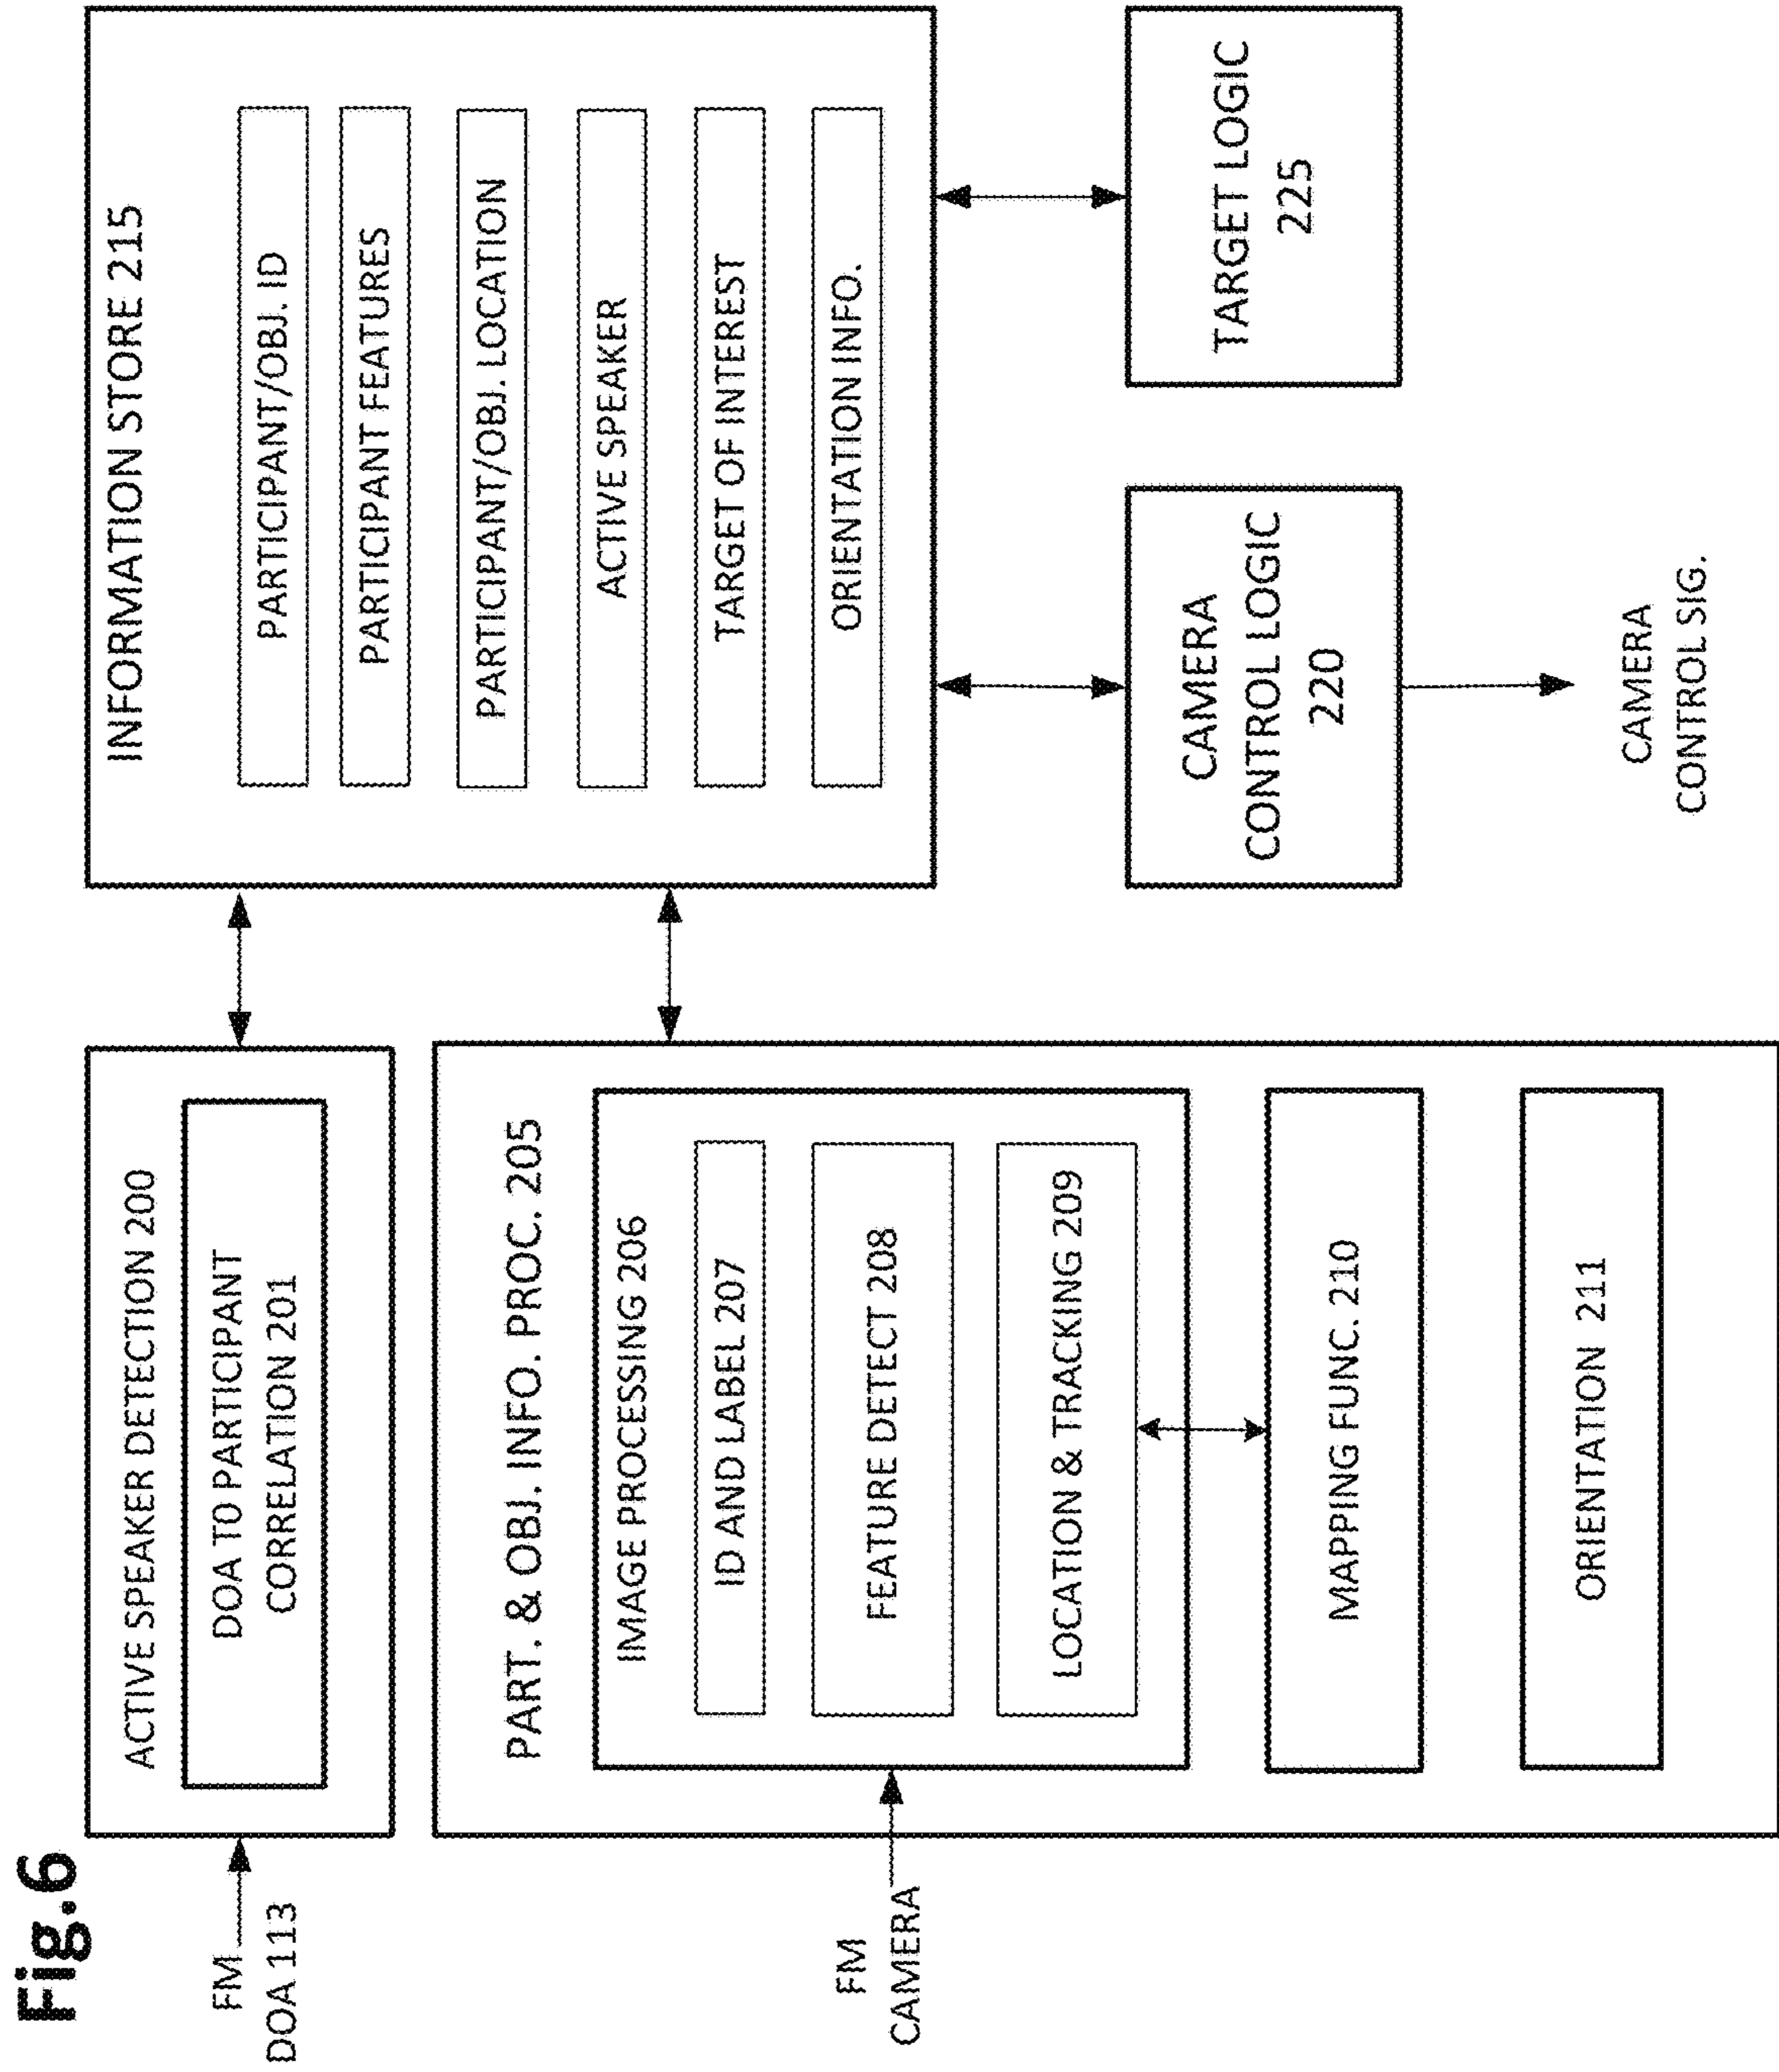 Fig.6
FM
DOA 113
ACTIVE SPEAKER DETECTION 200
DOA TO PARTICIPANT
CORRELATION 201
FM
CAMERA
PART. & OBJ. INFO. PROC. 205
IMAGE PROCESSING 206
ID AND LABEL 207
FEATURE DETECT 208
LOCATION & TRACKING 209
MAPPING FUNC. 210
ORIENTATION 211
INFORMATION STORE 215
PARTICIPANT/OBJ. ID
PARTICIPANT FEATURES
PARTICIPANT/OBJ. LOCATION
ACTIVE SPEAKER
TARGET OF INTEREST
ORIENTATION INFO.
CAMERA
CONTROL LOGIC
220
TARGET LOGIC
225
CAMERA
CONTROL SIG.